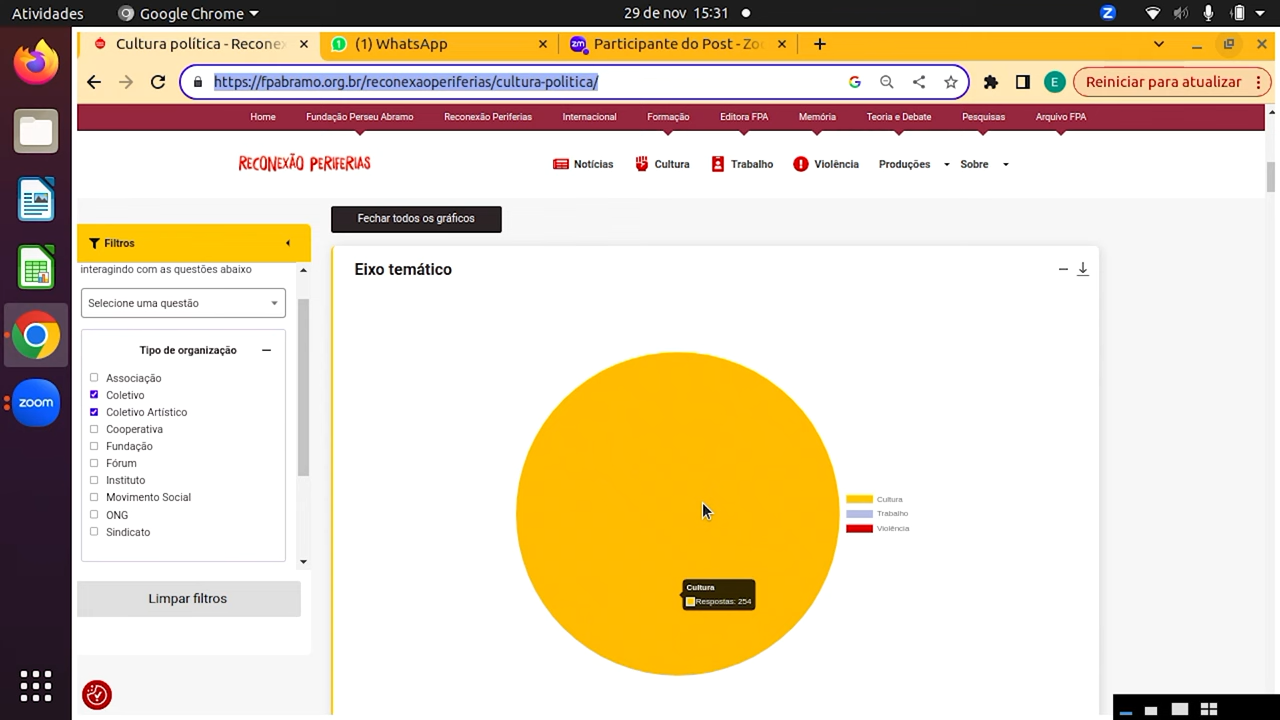 Atividades
Google Chrome
29 de nov 15:31
Z
Cultura política - Recone
(1) WhatsApp
zm
Participante do Post - Zo
https://fpabramo.org.br/reconexaoperiferias/cultura-politica/
G
E
Reiniciar para atualizar
Home
Fundação Perseu Abramo
Reconexão Periferias
Internacional
Formação
Editora FPA
Memória
Teoria e Debate
Pesquisas
Arquivo FPA
RECONEXÃO PERIFERIAS
Notícias
Cultura
Trabalho
Violência
Produções
Sobre
Fechar todos os gráficos
Filtros
interagindo com as questões abaixo
Selecione uma questão
Tipo de organização
Associação
Coletivo
Coletivo Artístico
Cooperativa
Fundação
Fórum
Instituto
Movimento Social
ONG
Sindicato
Limpar filtros
Eixo temático
Cultura
Trabalho
Violência
Cultura
Respostas: 254
zoom